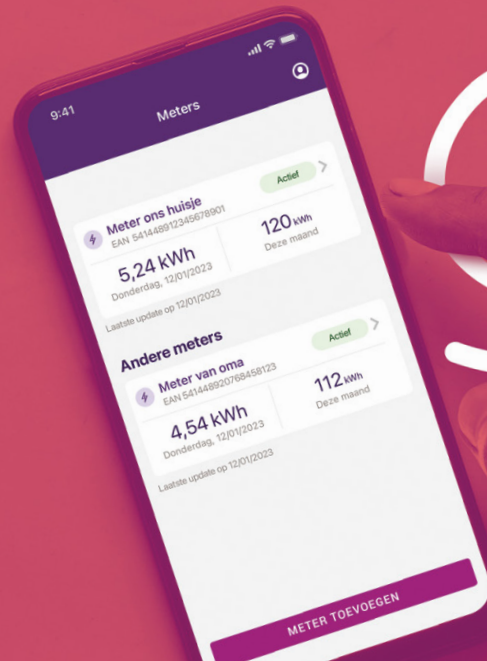 9:41
Meters
Meter ons huisje
EAN 541448912345678901
Actief
5,24 kWh
Donderdag, 12/01/2023
120 kWh
Deze maand
Laatste update op 12/01/2023
Andere meters
Meter van oma
EAN 541448920768458123
Actief
4,54 kWh
Donderdag, 12/01/2023
112 kWh
Deze maand
Laatste update op 12/01/2023
METER TOEVOEGEN